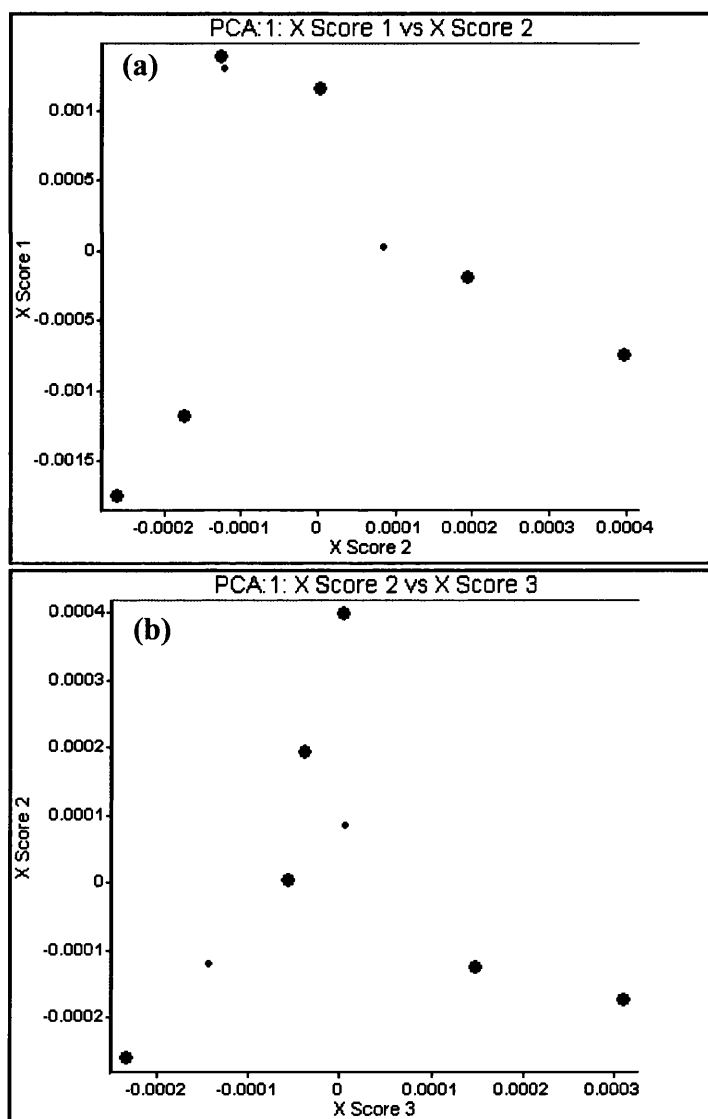 PCA:1: X Score 1 vs X Score 2
(a)
0.001
0.0005
0
-0.0005
-0.001
-0.0015
X Score 1
-0.0002 -0.0001 0 0.0001 0.0002 0.0003 0.0004
X Score 2
PCA:1: X Score 2 vs X Score 3
(b)
0.0004
0.0003
0.0002
0.0001
0
-0.0001
-0.0002
X Score 2
-0.0002 -0.0001 0 0.0001 0.0002 0.0003
X Score 3